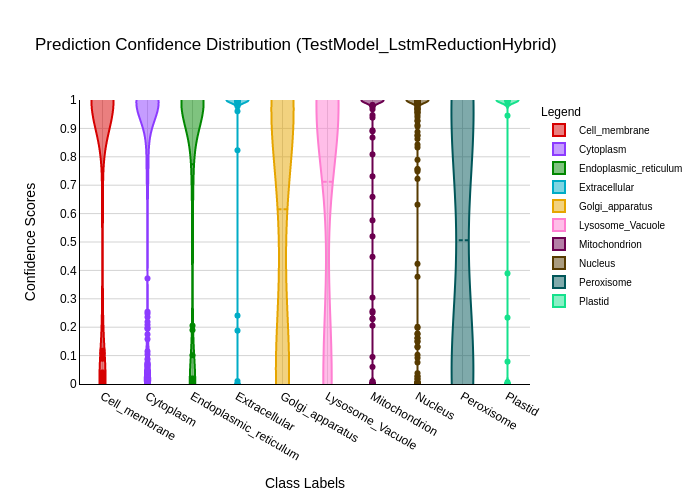 Prediction Confidence Distribution (TestModel_LstmReductionHybrid)
Legend
Cell_membrane
Cytoplasm
Endoplasmic_reticulum
Extracellular
Golgi_apparatus
Lysosome_Vacuole
Mitochondrion
Nucleus
Peroxisome
Plastid
Confidence Scores
1
0.9
0.8
0.7
0.6
0.5
0.4
0.3
0.2
0.1
0
Cell_membrane
Cytoplasm
Endoplasmic_reticulum
Extracellular
Golgi_apparatus
Lysosome_Vacuole
Mitochondrion
Nucleus
Peroxisome
Plastid
Class Labels